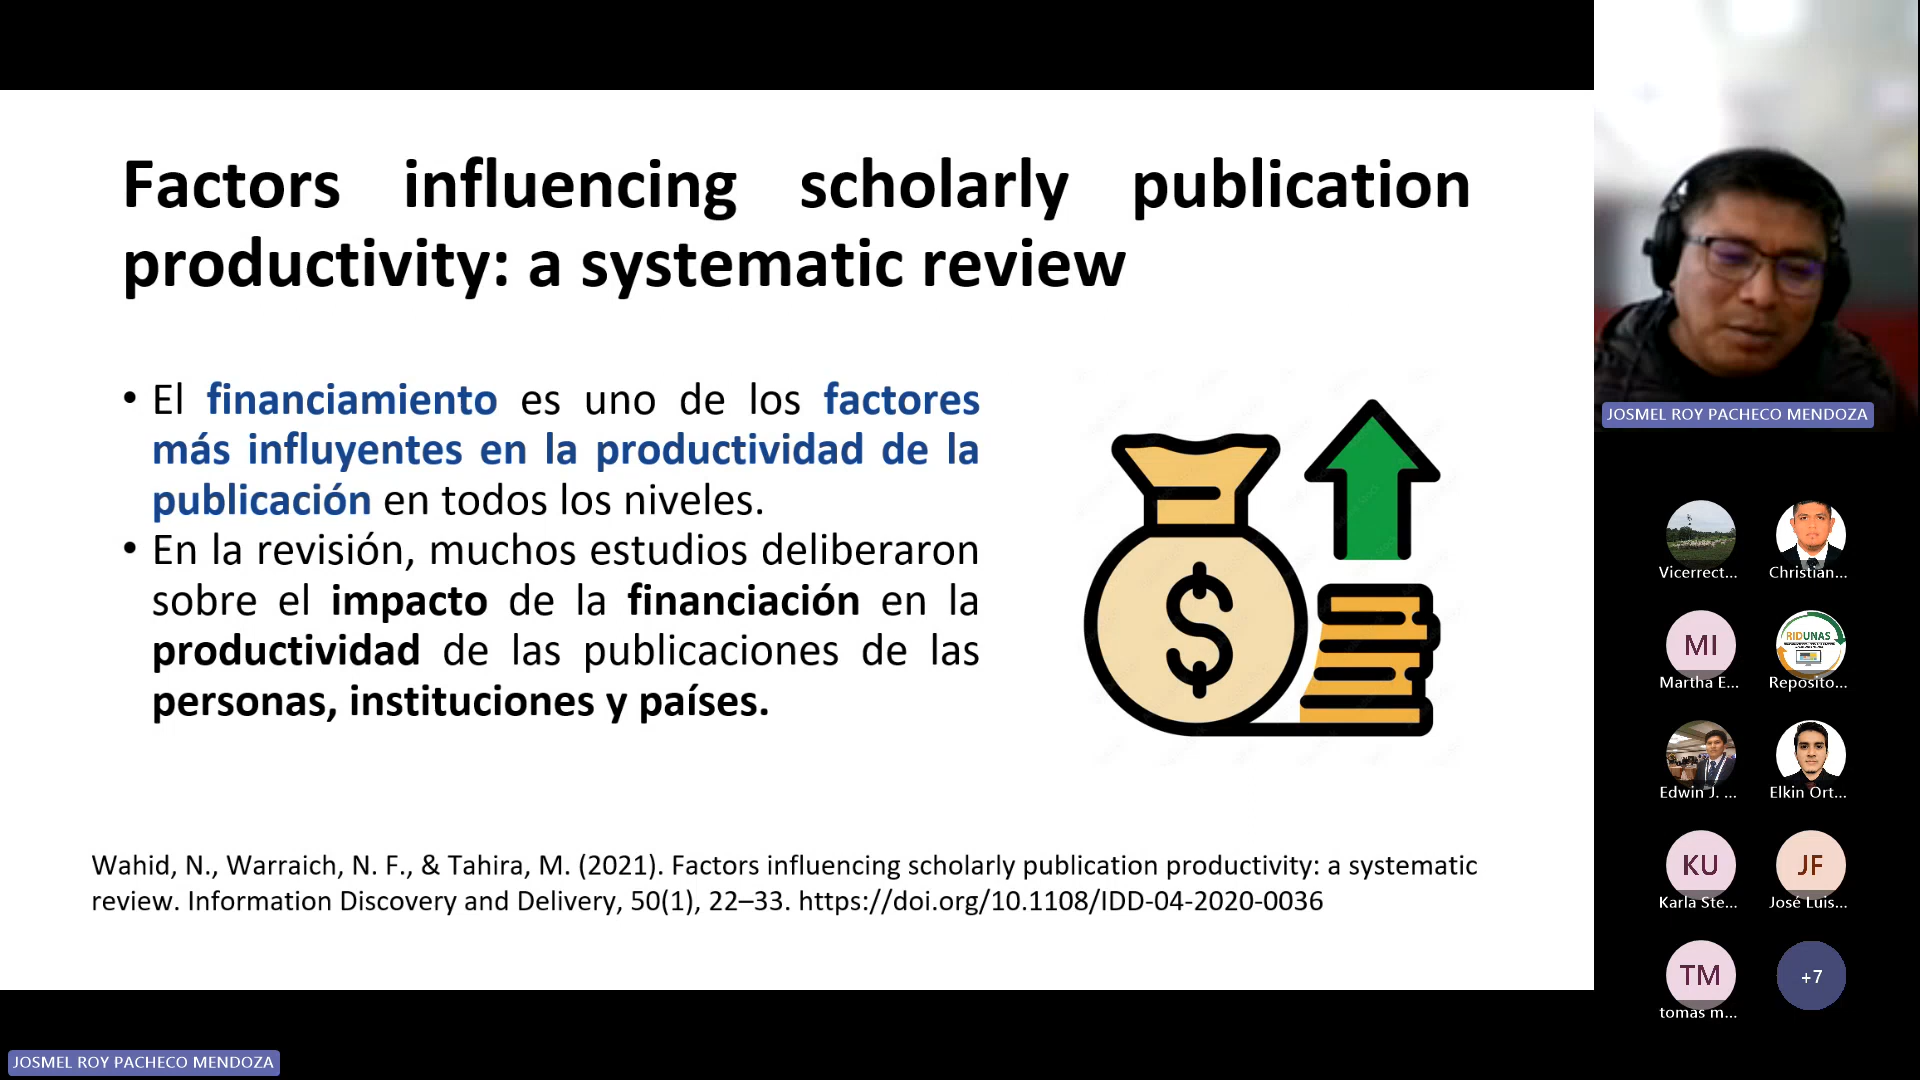 Factors influencing scholarly publication
productivity: a systematic review
• El financiamiento es uno de los factores
más influyentes en la productividad de la
publicación en todos los niveles.
• En la revisión, muchos estudios deliberaron
sobre el impacto de la financiación en la
productividad de las publicaciones de las
personas, instituciones y países.
$
Wahid, N., Warraich, N. F., & Tahira, M. (2021). Factors influencing scholarly publication productivity: a systematic
review. Information Discovery and Delivery, 50(1), 22–33. https://doi.org/10.1108/IDD-04-2020-0036
JOSMEL ROY PACHECO MENDOZA
Vicerrect...
Christian...
MI
Martha E...
RIDUNAS
Reposito...
Edwin J. ...
Elkin Ort...
KU
Karla Ste...
JF
José Luis...
TM
tomas m...
+7
JOSMEL ROY PACHECO MENDOZA